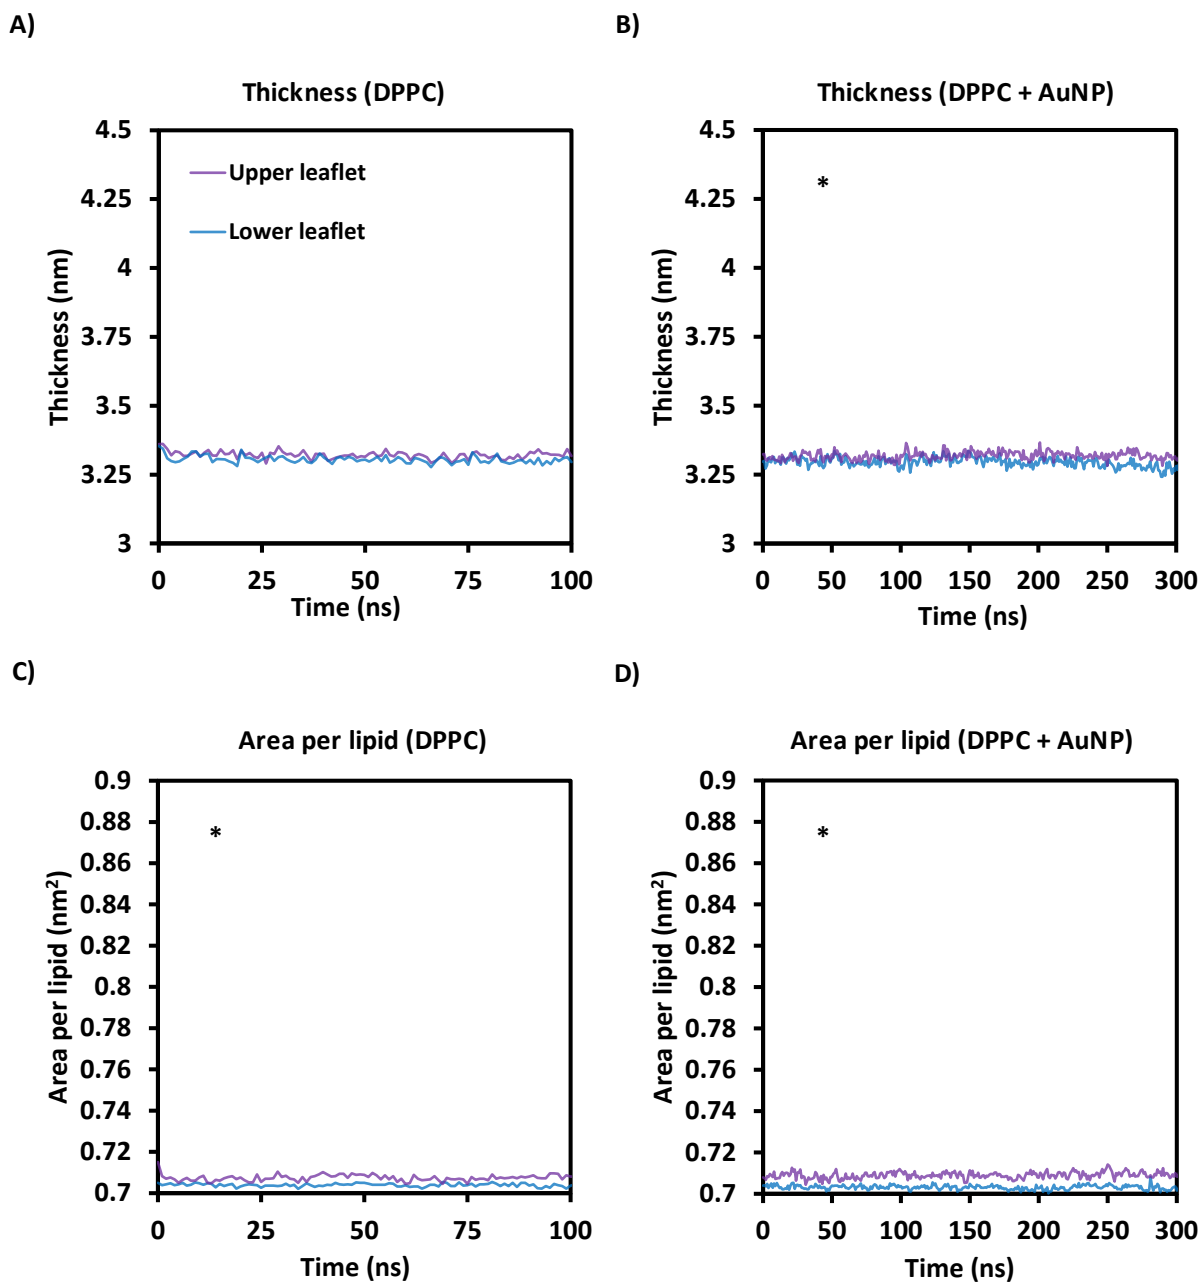 A)
Thickness (DPPC)
4.5
4.25
4
3.75
3.5
3.25
3
Thickness (nm)
Upper leaflet
Lower leaflet
0 25 50 75 100
Time (ns)
B)
Thickness (DPPC + AuNP)
4.5
4.25
4
3.75
3.5
3.25
3
Thickness (nm)
*
0 50 100 150 200 250 300
Time (ns)
C)
Area per lipid (DPPC)
0.9
0.88
0.86
0.84
0.82
0.8
0.78
0.76
0.74
0.72
0.7
Area per lipid (nm²)
*
0 25 50 75 100
Time (ns)
D)
Area per lipid (DPPC + AuNP)
0.9
0.88
0.86
0.84
0.82
0.8
0.78
0.76
0.74
0.72
0.7
Area per lipid (nm²)
*
0 50 100 150 200 250 300
Time (ns)